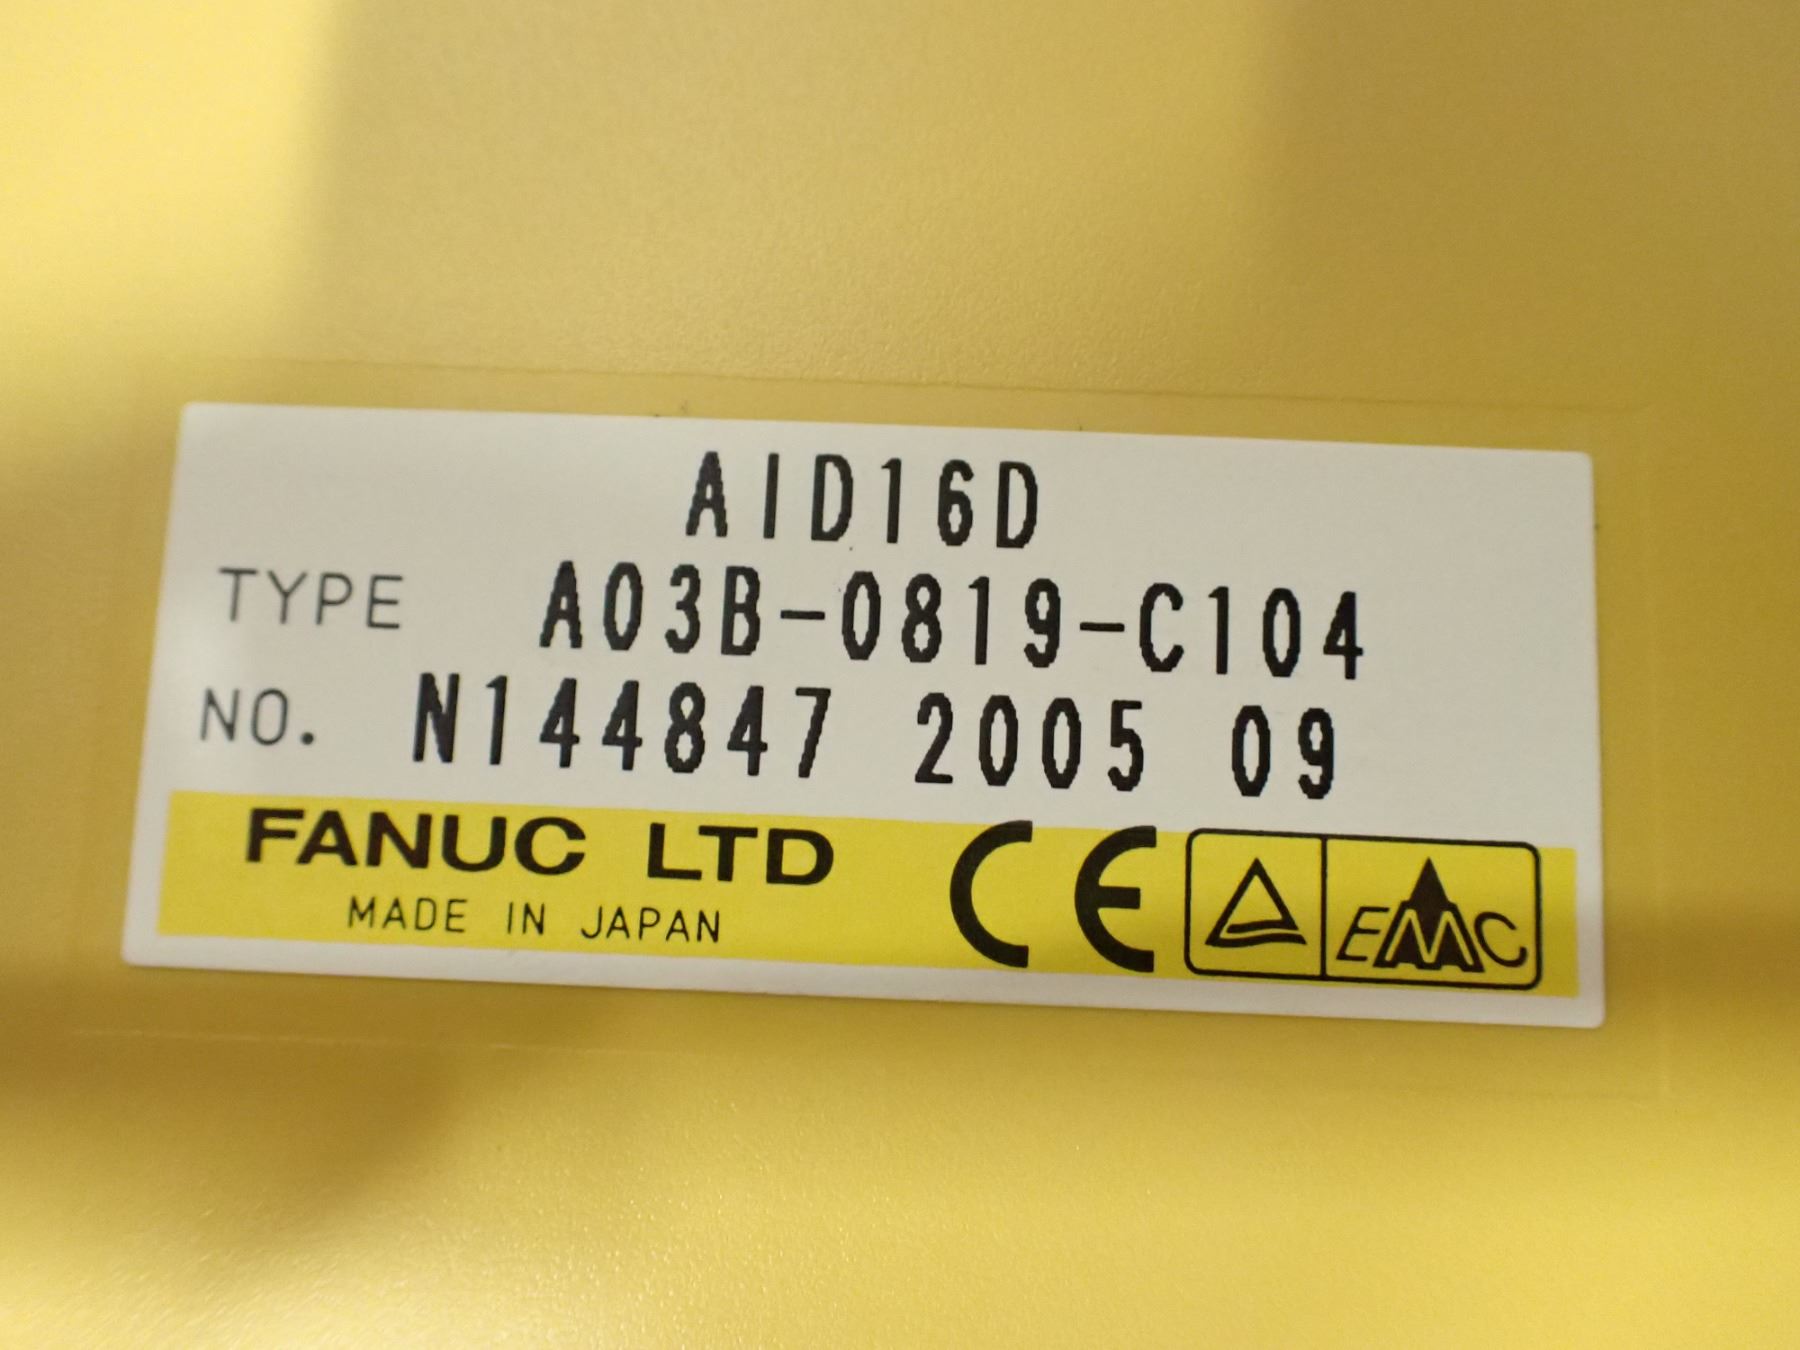 AID16D
TYPE A03B-0819-C104
NO. N144847 2005 09
FANUC LTD
MADE IN JAPAN
CE
EMC